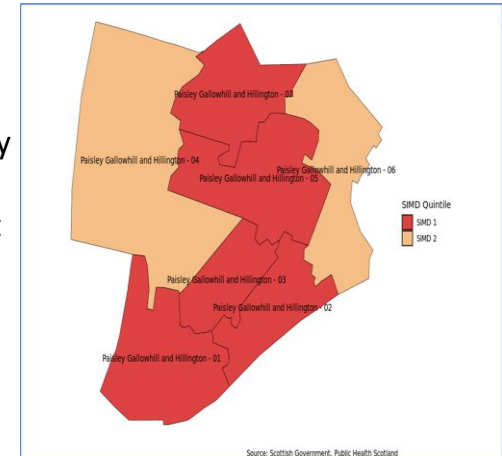 y
Paisley Gallowhill and Hillington - 07
Paisley Gallowhill and Hillington - 04
Paisley Gallowhill and Hillington - 06
Paisley Gallowhill and Hillington - 05
SIMD Quintile
SIMD 1
SIMD 2
Paisley Gallowhill and Hillington - 03
Paisley Gallowhill and Hillington - 02
Paisley Gallowhill and Hillington - 01
Source: Scottish Government, Public Health Scotland